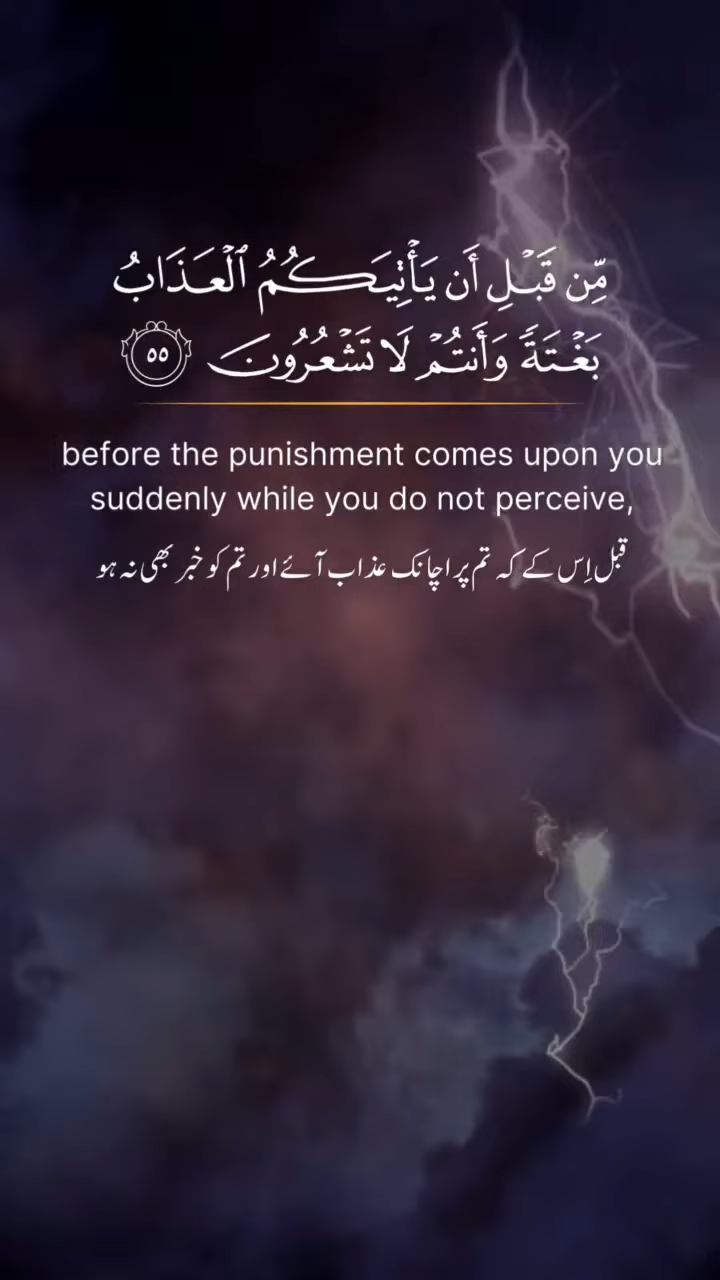 مِّن قَبْلِ أَن يَأْتِيَكُمُ ٱلْعَذَابُ
بَغْتَةً وَأَنتُمْ لَا تَشْعُرُونَ ٥٥
before the punishment comes upon you
suddenly while you do not perceive,
قبل اِس کے کہ تم پر اچانک عذاب آئے اور تم کو خبر بھی نہ ہو